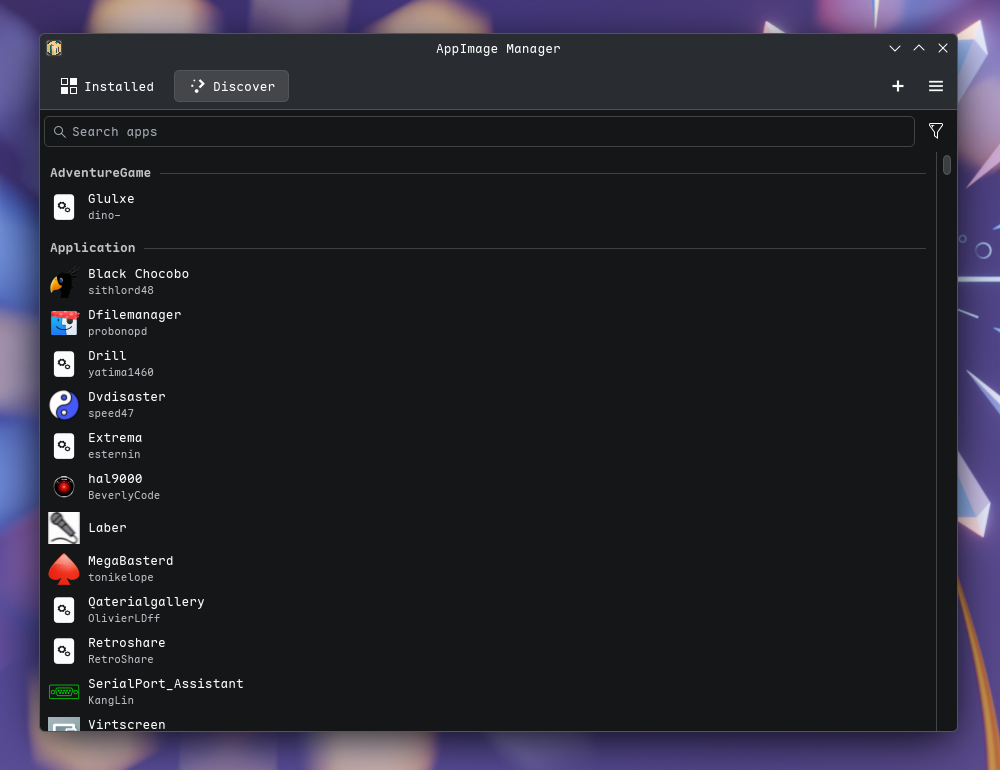 AppImage Manager
Installed
Discover
Search apps
AdventureGame
Glulxe
dino-
Application
Black Chocobo
sithlord48
Dfilemanager
probonopd
Drill
yatima1460
Dvdisaster
speed47
Extrema
esternin
hal9000
BeverlyCode
Laber
MegaBasterd
tonikelope
Qaterialgallery
OlivierLDff
Retroshare
RetroShare
SerialPort_Assistant
KangLin
Virtscreen